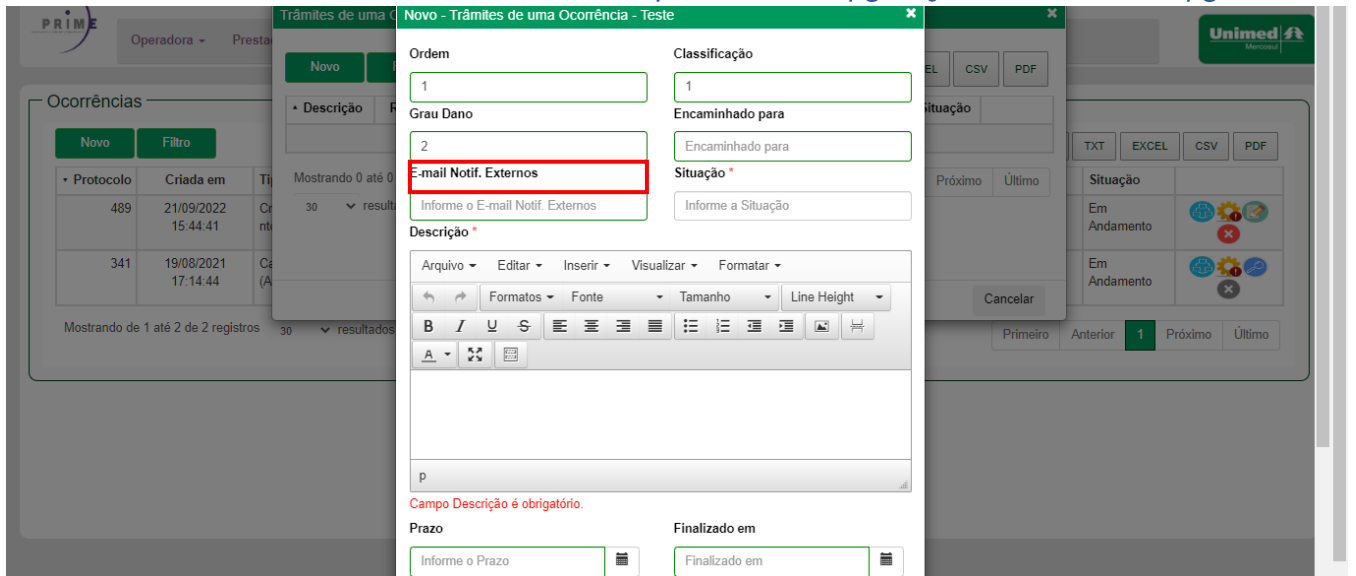 PRIME
Operadora
Presta
Unimed
Mercosul
Trâmites de uma
Novo - Trâmites de uma Ocorrência - Teste
Ordem Classificação
1 1
Grau Dano Encaminhado para
2 Encaminhado para
E-mail Notif. Externos Situação *
Informe o E-mail Notif. Externos Informe a Situação
Descrição *
Arquivo Editar Inserir Visualizar Formatar
Formatos Fonte Tamanho Line Height
B I U S
A
p
Campo Descrição é obrigatório.
Prazo Finalizado em
Informe o Prazo Finalizado em
Novo
EL CSV PDF
Descrição R ituação
Mostrando 0 até 0 Próximo Último
30 result
Cancelar
Ocorrências
Novo Filtro TXT EXCEL CSV PDF
Protocolo Criada em Ti Situação
489 21/09/2022 15:44:41 Em Andamento
341 19/08/2021 17:14:44 (A Em Andamento
Mostrando de 1 até 2 de 2 registros 30 resultados Primeiro Anterior 1 Próximo Último